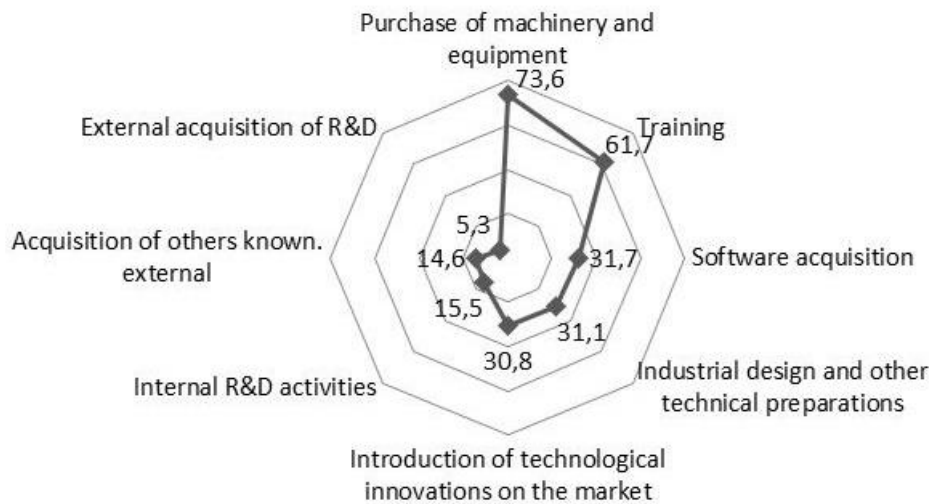 Purchase of machinery and
equipment
73,6
External acquisition of R&D
Training
61,7
5,3
Acquisition of others known.
external
14,6
31,7
Software acquisition
15,5
31,1
30,8
Internal R&D activities
Industrial design and other
technical preparations
Introduction of technological
innovations on the market